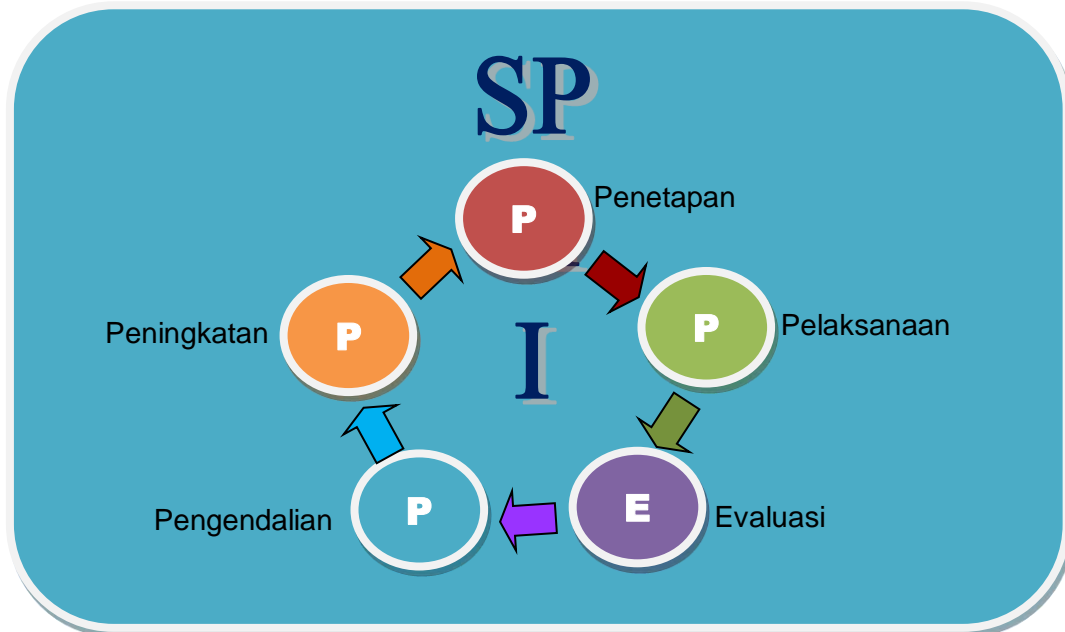 SP
P
Penetapan
P
Pelaksanaan
E
Evaluasi
P
Pengendalian
P
Peningkatan
I